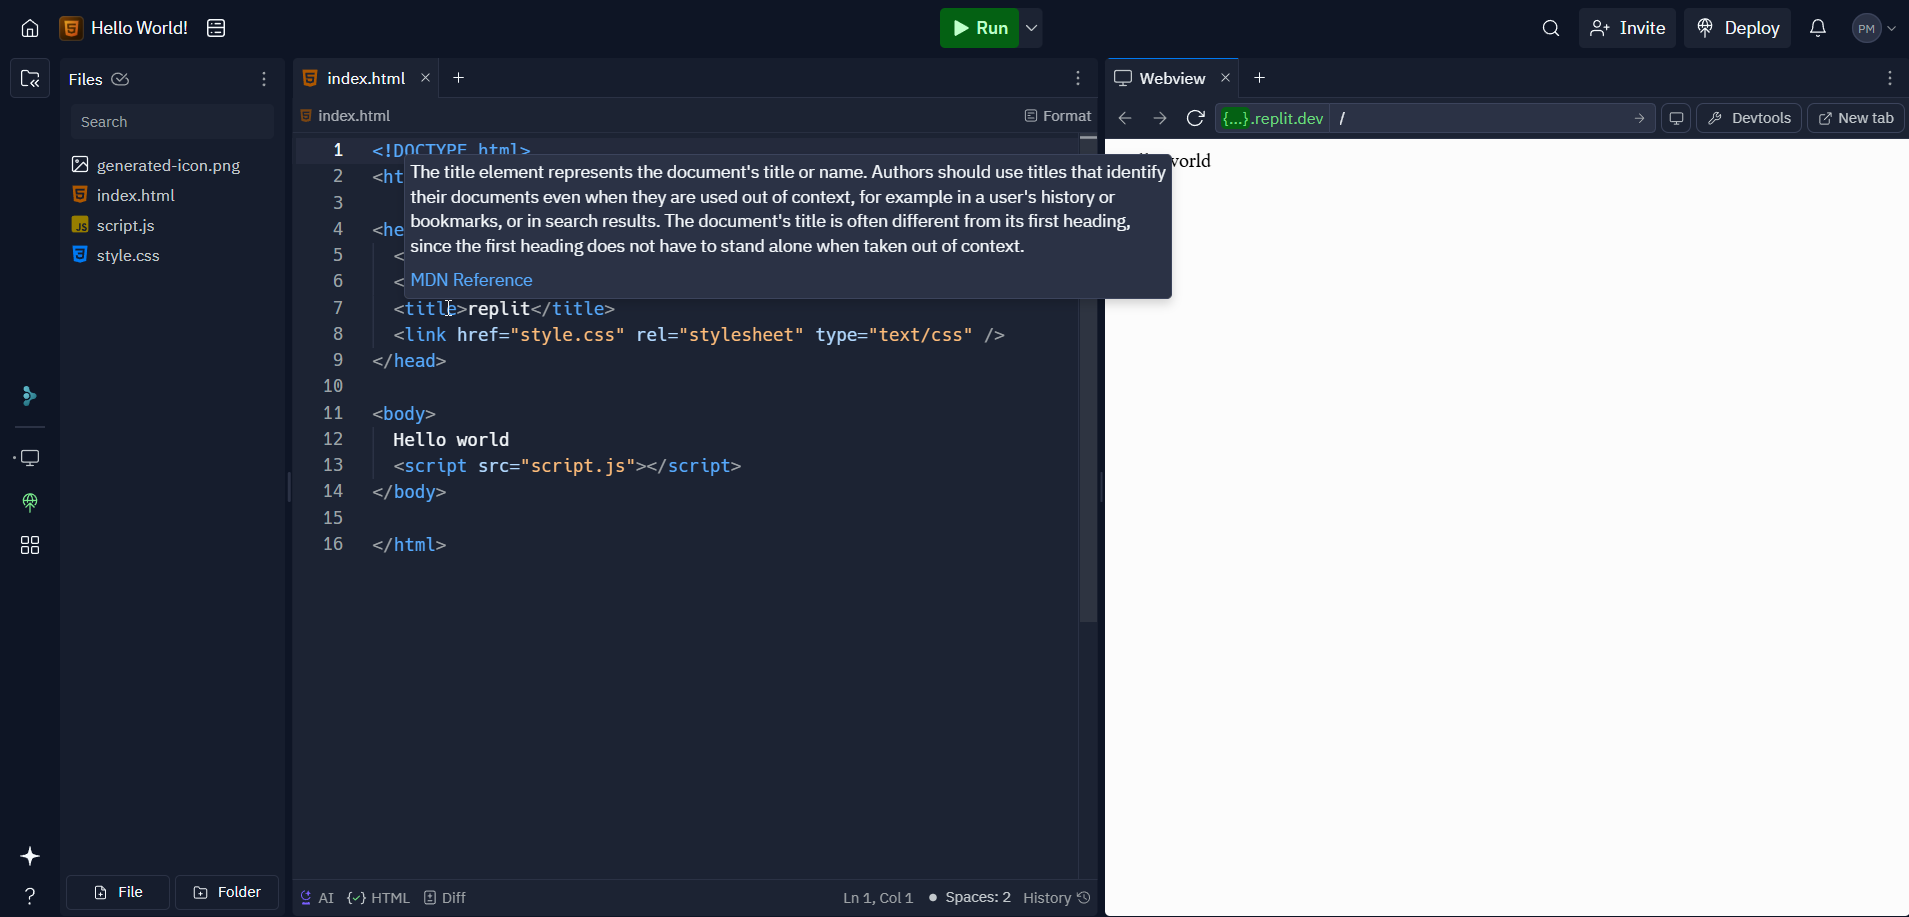 Hello World!
Run
Invite
Deploy
PM
Files
Search
generated-icon.png
index.html
script.js
style.css
File
Folder
index.html
index.html
Format
1 <!DOCTYPE html>
2 <ht
3
4 <he
5 <
6 <
The title element represents the document's title or name. Authors should use titles that identify
their documents even when they are used out of context, for example in a user's history or
bookmarks, or in search results. The document's title is often different from its first heading,
since the first heading does not have to stand alone when taken out of context.
MDN Reference
7 <title>replit</title>
8 <link href="style.css" rel="stylesheet" type="text/css" />
9 </head>
10
11 <body>
12 Hello world
13 <script src="script.js"></script>
14 </body>
15
16 </html>
AI {✓} HTML Diff
Ln 1, Col 1 • Spaces: 2 History
Webview
{...}.replit.dev /
Devtools
New tab